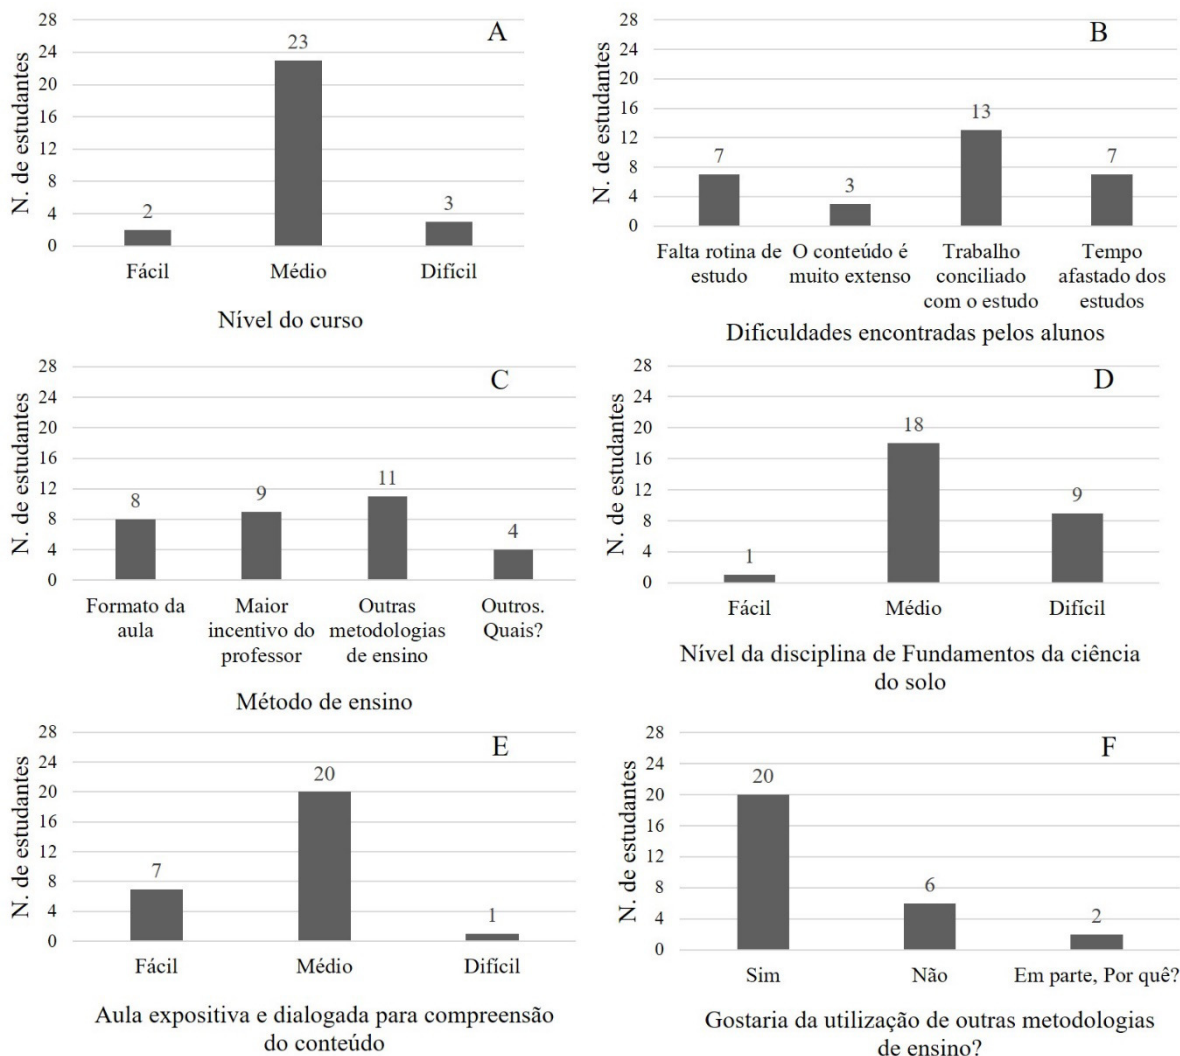 A
N. de estudantes
28
24
20
16
12
8
4
0
2
23
3
Fácil
Médio
Difícil
Nível do curso
B
N. de estudantes
28
24
20
16
12
8
4
0
7
3
13
7
Falta rotina de
estudo
O conteúdo é
muito extenso
Trabalho
conciliado
com o estudo
Tempo
afastado dos
estudos
Dificuldades encontradas pelos alunos
C
N. de estudantes
28
24
20
16
12
8
4
0
8
9
11
4
Formato da
aula
Maior
incentivo do
professor
Outras
metodologias
de ensino
Outros.
Quais?
Método de ensino
D
N. de estudantes
28
24
20
16
12
8
4
0
1
18
9
Fácil
Médio
Difícil
Nível da disciplina de Fundamentos da ciência
do solo
E
N. de estudantes
28
24
20
16
12
8
4
0
7
20
1
Fácil
Médio
Difícil
Aula expositiva e dialogada para compreensão
do conteúdo
F
N. de estudantes
28
24
20
16
12
8
4
0
20
6
2
Sim
Não
Em parte, Por quê?
Gostaria da utilização de outras metodologias
de ensino?